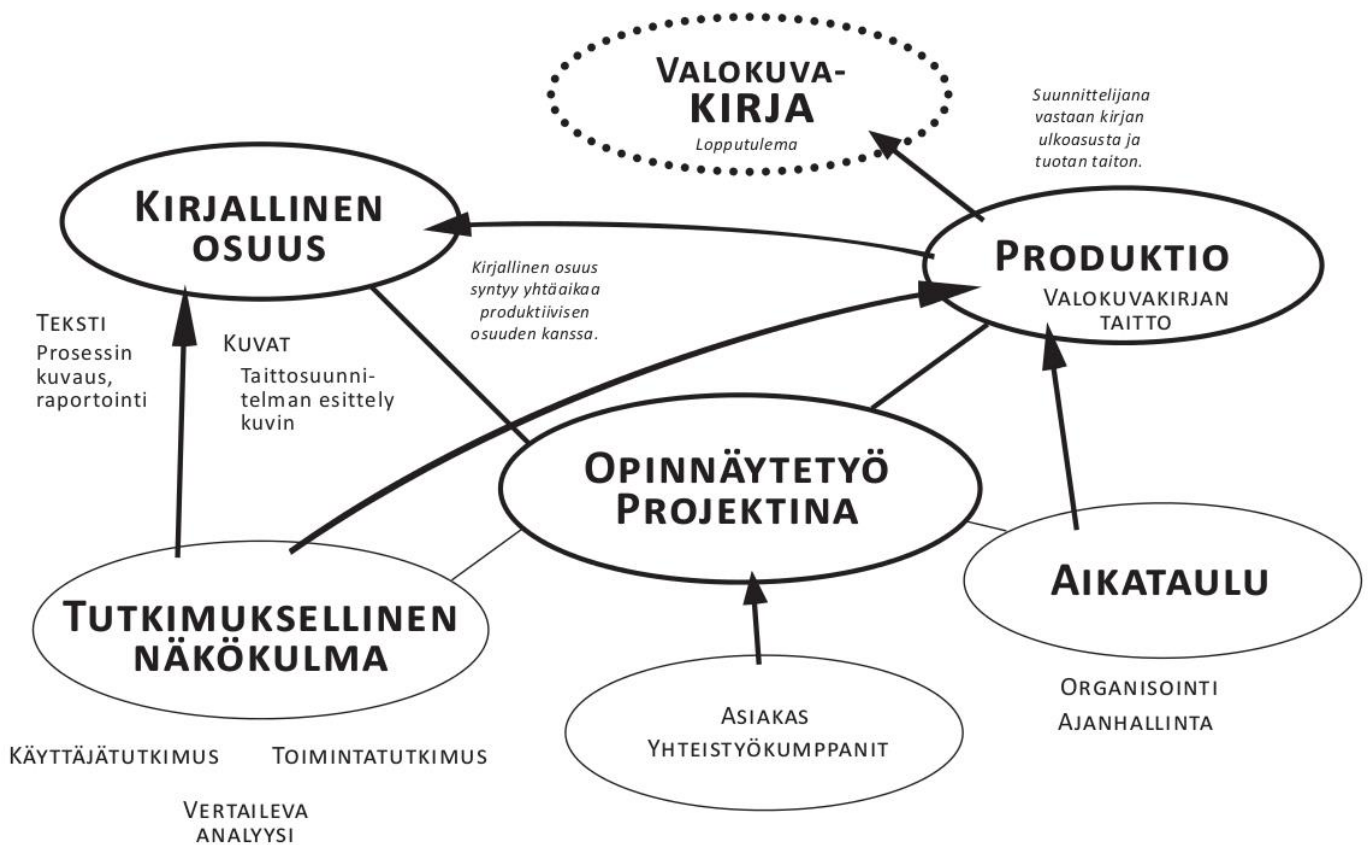 VALOKUVA-
KIRJA
Lopputulema
Suunnittelijana
vastaan kirjan
ulkoasusta ja
tuotan taiton.
KIRJALLINEN
OSUUS
PRODUKTIO
VALOKUVAKIRJAN
TAITTO
Kirjallinen osuus
syntyy yhtäaikaa
produktiivisen
osuuden kanssa.
TEKSTI
Prosessin
kuvaus,
raportointi
KUVAT
Taittosuunni-
telman esittely
kuvin
OPINNÄYTETYÖ
PROJEKTINA
AIKATAULU
ORGANISOINTI
AJANHALLINTA
TUTKIMUKSELLINEN
NÄKÖKULMA
KÄYTTÄJÄTUTKIMUS
TOIMINTATUTKIMUS
VERTAILEVA
ANALYYSI
ASIAKAS
YHTEISTYÖKUMPPANIT